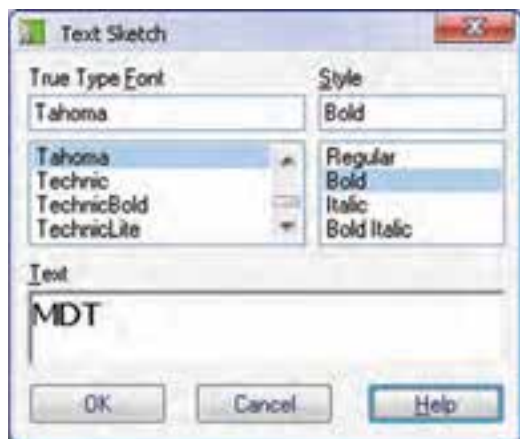 Text Sketch
True Type Font
Style
Tahoma
Bold
Tahoma
Technic
TechnicBold
TechnicLite
Regular
Bold
Italic
Bold Italic
Text
MDT
OK
Cancel
Help